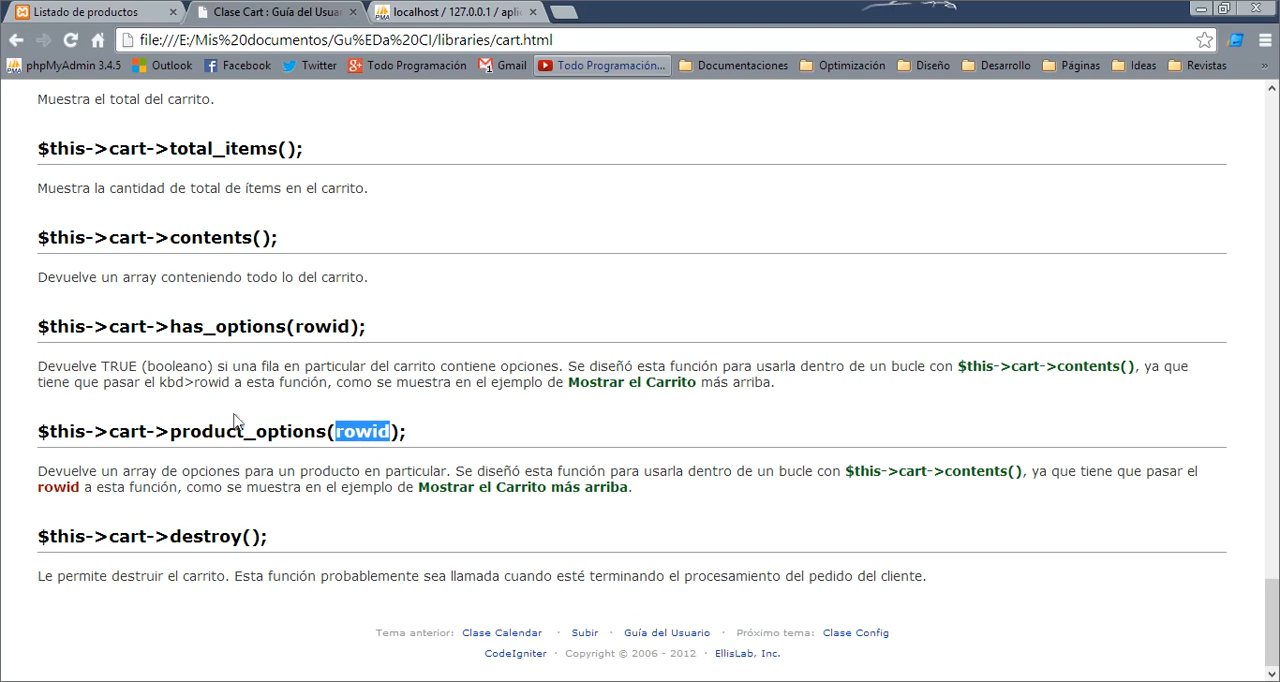 Listado de productos
Clase Cart : Guía del Usuar
localhost / 127.0.0.1 / aplic
file:///E:/Mis%20documentos/Gu%EDa%20CI/libraries/cart.html
phpMyAdmin 3.4.5 Outlook Facebook Twitter Todo Programación Gmail Todo Programación... Documentaciones Optimización Diseño Desarrollo Páginas Ideas Revistas »
Muestra el total del carrito.
$this->cart->total_items();
Muestra la cantidad de total de ítems en el carrito.
$this->cart->contents();
Devuelve un array conteniendo todo lo del carrito.
$this->cart->has_options(rowid);
Devuelve TRUE (booleano) si una fila en particular del carrito contiene opciones. Se diseñó esta función para usarla dentro de un bucle con $this->cart->contents(), ya que
tiene que pasar el kbd>rowid a esta función, como se muestra en el ejemplo de Mostrar el Carrito más arriba.
$this->cart->product_options(rowid);
Devuelve un array de opciones para un producto en particular. Se diseñó esta función para usarla dentro de un bucle con $this->cart->contents(), ya que tiene que pasar el
rowid a esta función, como se muestra en el ejemplo de Mostrar el Carrito más arriba.
$this->cart->destroy();
Le permite destruir el carrito. Esta función probablemente sea llamada cuando esté terminando el procesamiento del pedido del cliente.
Tema anterior: Clase Calendar · Subir · Guía del Usuario · Próximo tema: Clase Config
CodeIgniter · Copyright © 2006 - 2012 · EllisLab, Inc.